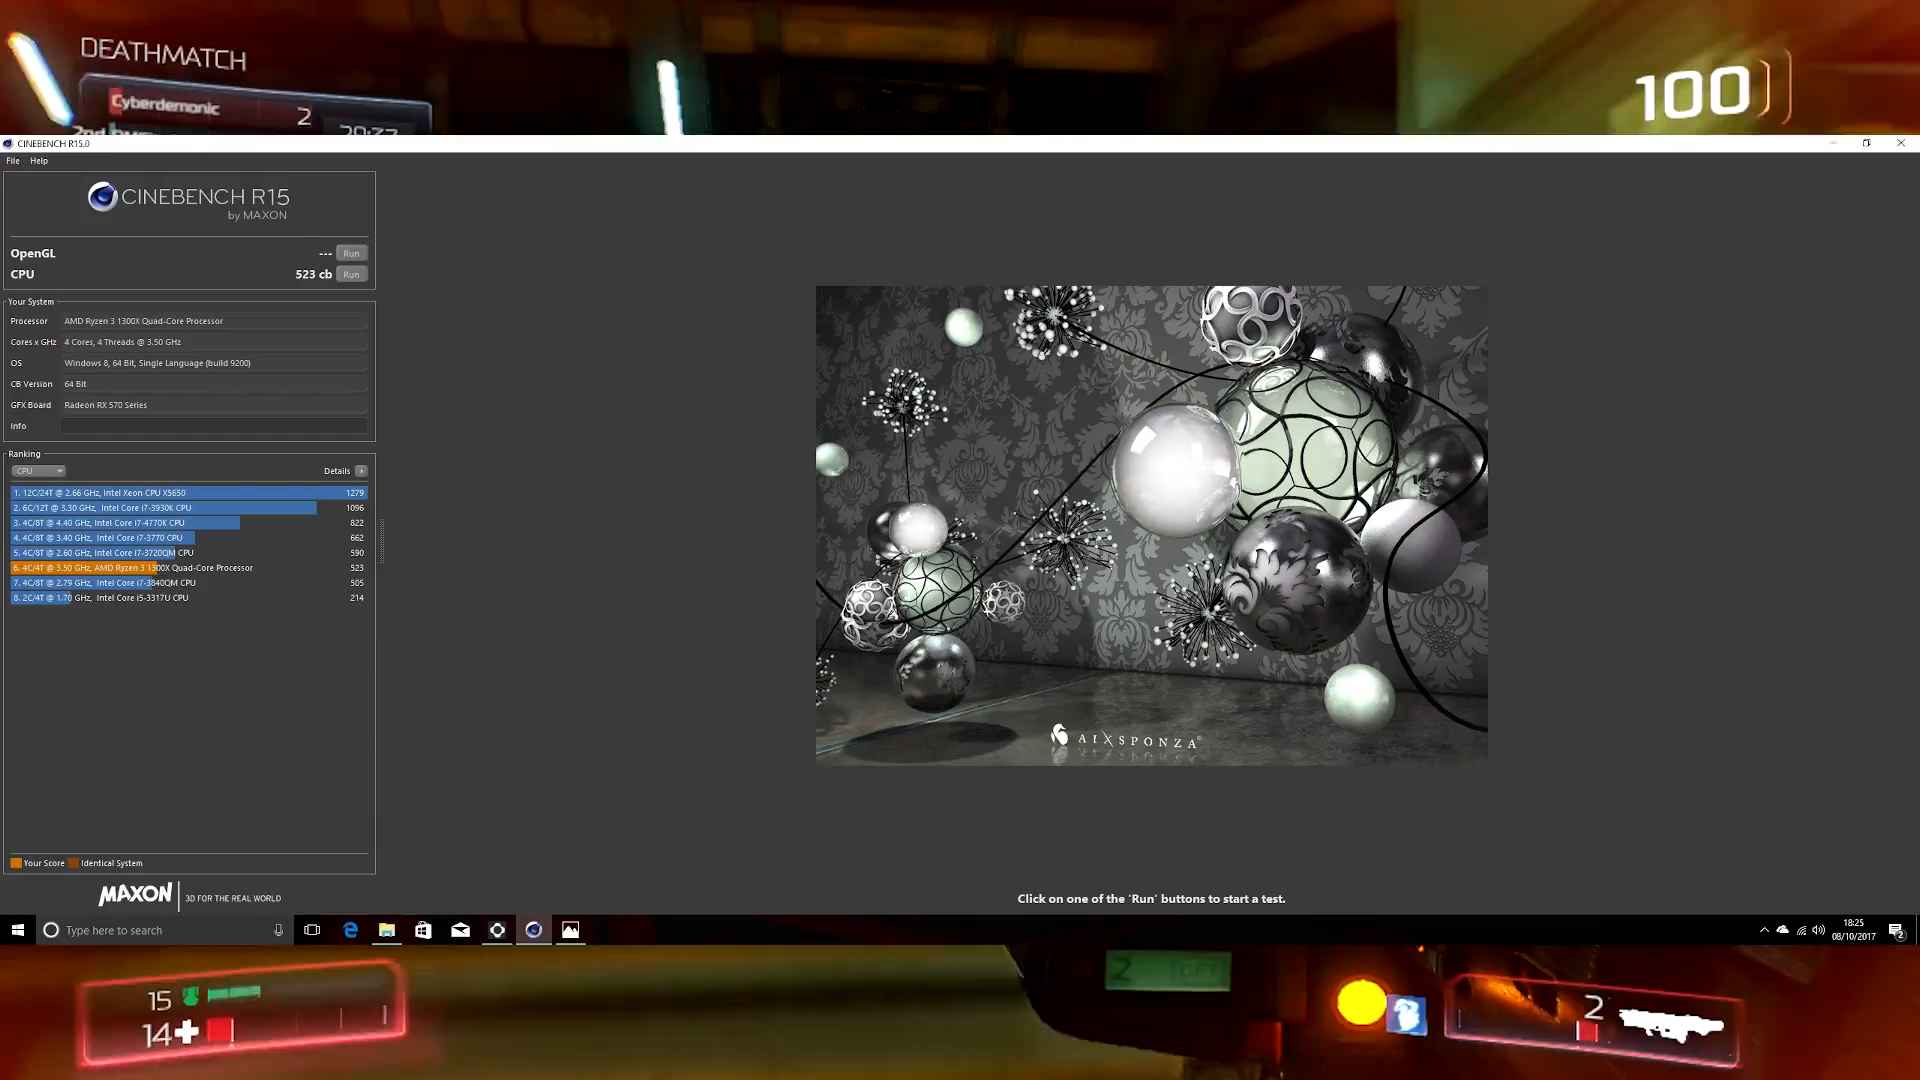 DEATHMATCH
100
Cyberdemonic 2
2nd
CINEBENCH R15.0
File Help
CINEBENCH R15
by MAXON
OpenGL --- Run
CPU 523 cb Run
Your System
Processor AMD Ryzen 3 1300X Quad-Core Processor
Cores x GHz 4 Cores, 4 Threads @ 3.50 GHz
OS Windows 8, 64 Bit, Single Language (build 9200)
CB Version 64 Bit
GFX Board Radeon RX 570 Series
Info
Ranking
CPU Details
1. 12C/24T @ 2.66 GHz, Intel Xeon CPU X5650 1279
2. 6C/12T @ 3.30 GHz, Intel Core i7-3930K CPU 1096
3. 4C/8T @ 4.40 GHz, Intel Core i7-4770K CPU 822
4. 4C/8T @ 3.40 GHz, Intel Core i7-3770 CPU 662
5. 4C/8T @ 2.60 GHz, Intel Core i7-3720QM CPU 590
6. 4C/4T @ 3.50 GHz, AMD Ryzen 3 1300X Quad-Core Processor 523
7. 4C/8T @ 2.79 GHz, Intel Core i7-3840QM CPU 505
8. 2C/4T @ 1.70 GHz, Intel Core i5-3317U CPU 214
AIXSPONZA
Your Score Identical System
MAXON 3D FOR THE REAL WORLD
Click on one of the 'Run' buttons to start a test.
Type here to search
18:25
08/10/2017
2
15
14
2
2